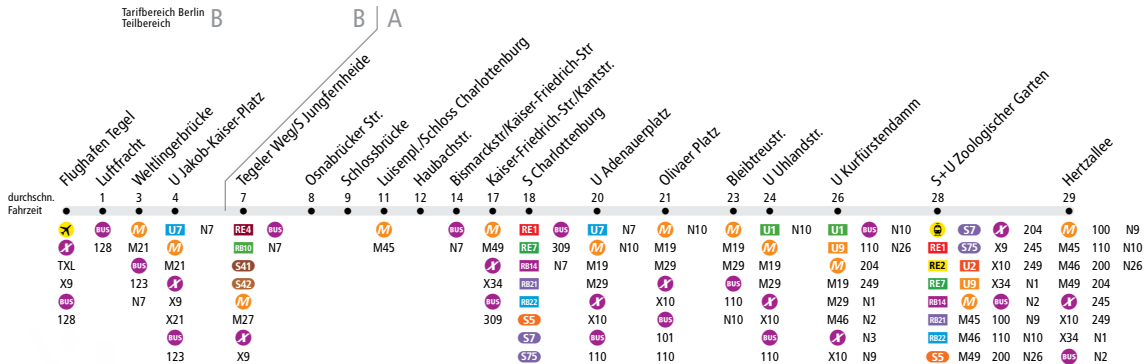 Tarifbereich Berlin
Teilbereich
B
B
A
Flughafen Tegel
Luftfracht
Weltlingerbrücke
U Jakob-Kaiser-Platz
Tegeler Weg/S Jungfernheide
Osnabrücker Str.
Schlossbrücke
Luisenpl./Schloss Charlottenburg
Haubachstr.
Bismarckstr/Kaiser-Friedrich-Str
Kaiser-Friedrich-Str./Kantstr.
S Charlottenburg
U Adenauerplatz
Olivaer Platz
Bleibtreustr.
U Uhlandstr.
U Kurfürstendamm
S+U Zoologischer Garten
Hertzallee
durchschn. 1 3 4 7 8 9 11 12 14 17 18 20 21 23 24 26 28 29
Fahrzeit
BUS M U7 N7 RE4 BUS M BUS M RE1 BUS U7 N7 M N10 M U1 N10 U1 BUS N10 S7 X 204 M 100 N9
X 128 M21 M RB10 N7 M45 N7 M49 RE7 309 M N10 M19 M19 M U9 110 N26 RE1 S75 X9 245 M45 110 N10
TXL BUS M21 S41 X RB14 N7 M19 M29 M29 M19 M 204 RE2 U2 X10 249 M46 200 N26
X9 123 X S42 X34 RB21 M29 X BUS M29 M19 249 RE7 U9 X34 N1 M49 204
BUS N7 X9 M BUS RB22 X X10 110 X M29 N1 RB14 M BUS N2 X 245
128 X21 M27 309 S5 X10 BUS N10 X10 M46 N2 RB21 M45 100 N9 X10 249
BUS X S7 BUS 101 BUS X N3 RB22 M46 110 N10 X34 N1
123 X9 S75 110 110 110 X10 N9 S5 M49 200 N26 BUS N2